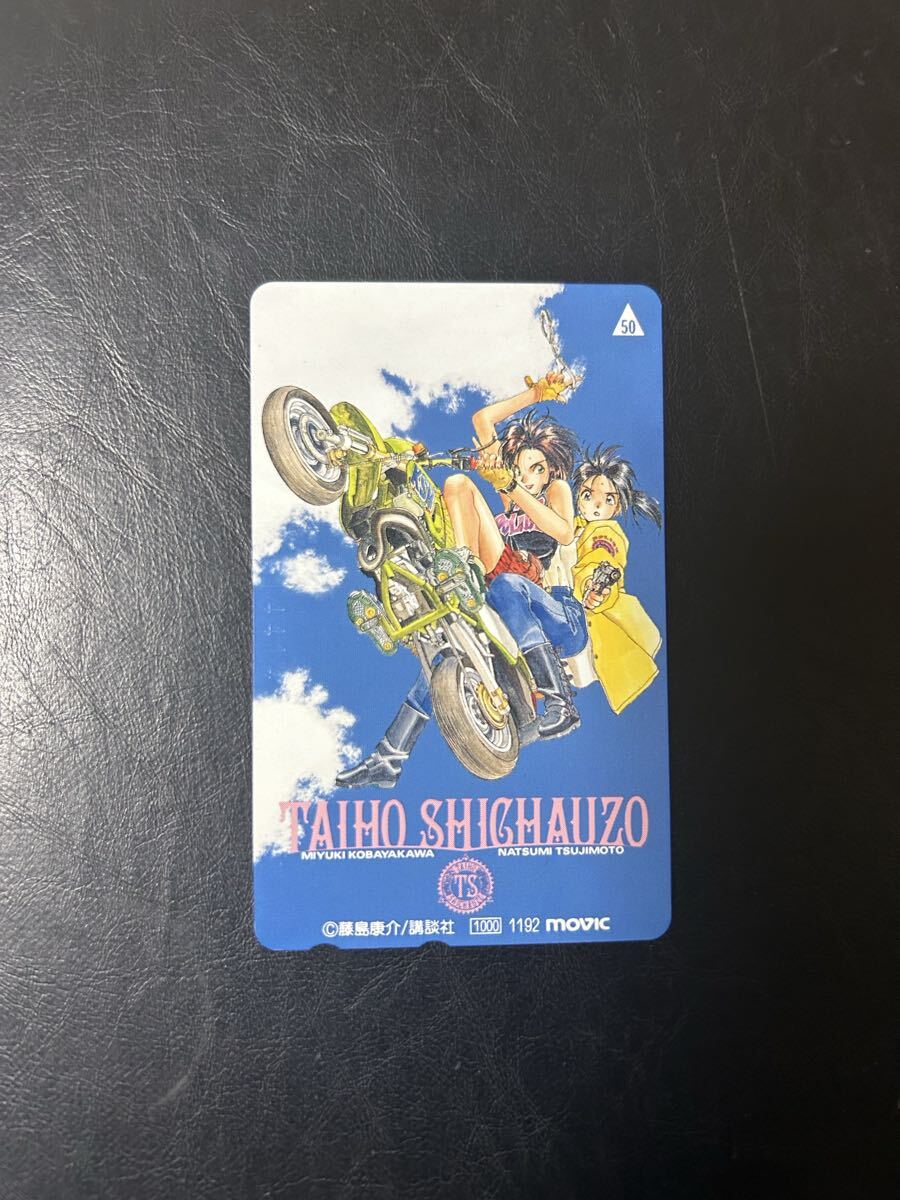 50
TAIHO SHICHAUZO
MIYUKI KOBAYAKAWA NATSUMI TSUJIMOTO
TS
©藤島康介/講談社 1000 1192 movic